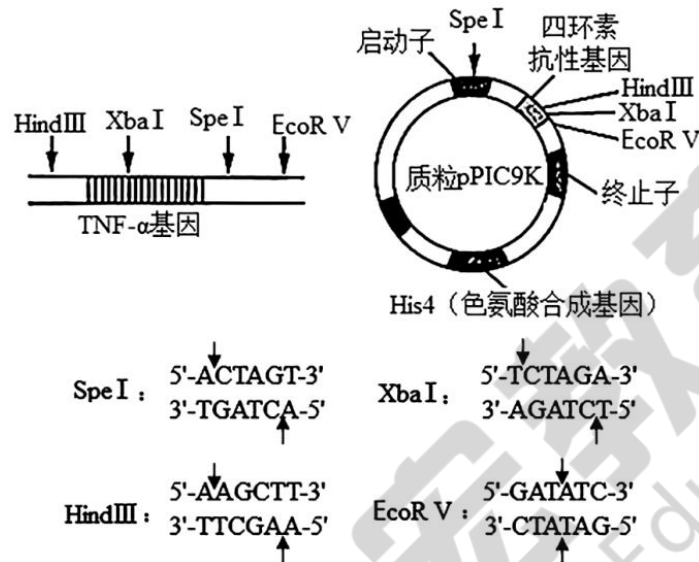 启动子
SpeⅠ
四环素
抗性基因
HindⅢ
XbaⅠ
EcoRⅤ
HindⅢ
XbaⅠ
SpeⅠ
EcoRⅤ
质粒pPIC9K
终止子
TNF-α基因
His4（色氨酸合成基因）
SpeⅠ：
5'-ACTAGT-3'
3'-TGATCA-5'
XbaⅠ：
5'-TCTAGA-3'
3'-AGATCT-5'
HindⅢ：
5'-AAGCTT-3'
3'-TTCGAA-5'
EcoRⅤ：
5'-GATATC-3'
3'-CTATAG-5'